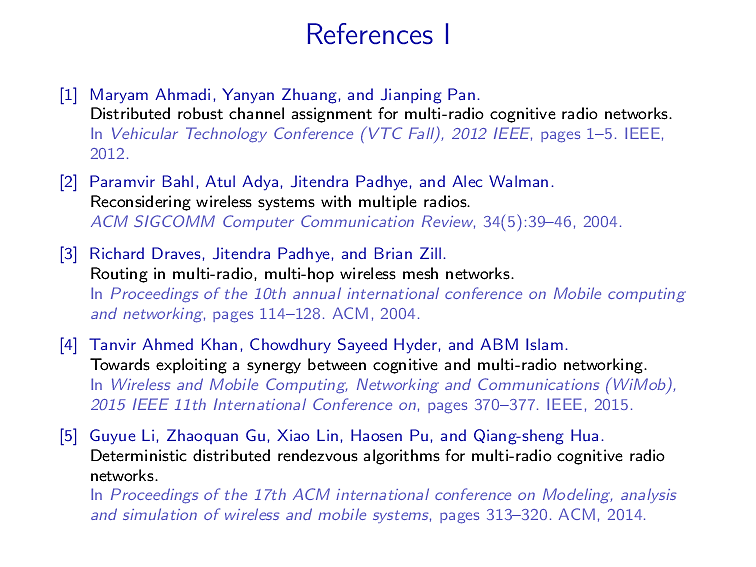 References I
[1] Maryam Ahmadi, Yanyan Zhuang, and Jianping Pan.
Distributed robust channel assignment for multi-radio cognitive radio networks.
In Vehicular Technology Conference (VTC Fall), 2012 IEEE, pages 1–5. IEEE,
2012.
[2] Paramvir Bahl, Atul Adya, Jitendra Padhye, and Alec Walman.
Reconsidering wireless systems with multiple radios.
ACM SIGCOMM Computer Communication Review, 34(5):39–46, 2004.
[3] Richard Draves, Jitendra Padhye, and Brian Zill.
Routing in multi-radio, multi-hop wireless mesh networks.
In Proceedings of the 10th annual international conference on Mobile computing
and networking, pages 114–128. ACM, 2004.
[4] Tanvir Ahmed Khan, Chowdhury Sayeed Hyder, and ABM Islam.
Towards exploiting a synergy between cognitive and multi-radio networking.
In Wireless and Mobile Computing, Networking and Communications (WiMob),
2015 IEEE 11th International Conference on, pages 370–377. IEEE, 2015.
[5] Guyue Li, Zhaoquan Gu, Xiao Lin, Haosen Pu, and Qiang-sheng Hua.
Deterministic distributed rendezvous algorithms for multi-radio cognitive radio
networks.
In Proceedings of the 17th ACM international conference on Modeling, analysis
and simulation of wireless and mobile systems, pages 313–320. ACM, 2014.